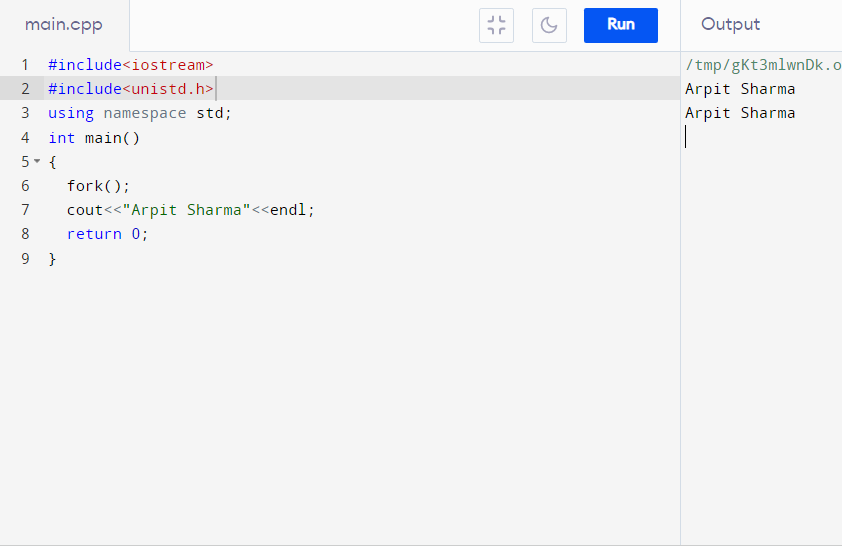 main.cpp Run Output
1 #include<iostream>
2 #include<unistd.h>
3 using namespace std;
4 int main()
5 {
6 fork();
7 cout<<"Arpit Sharma"<<endl;
8 return 0;
9 }
/tmp/gKt3mlwnDk.o
Arpit Sharma
Arpit Sharma